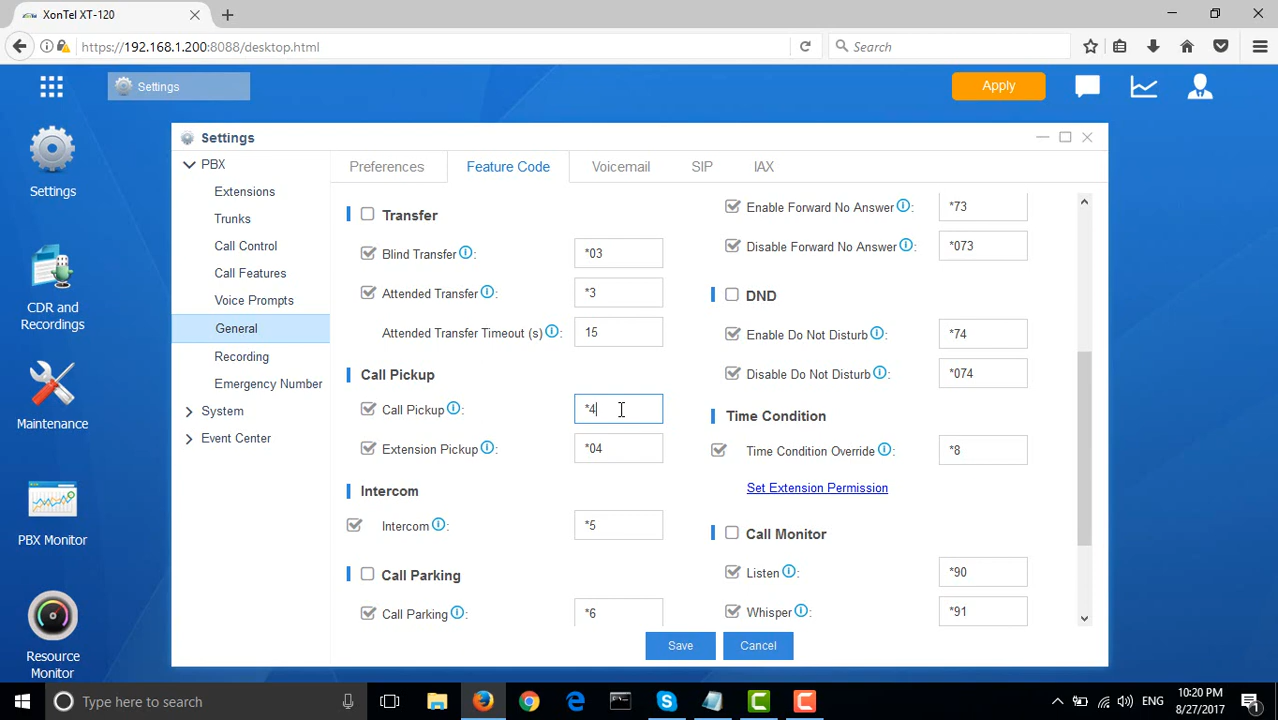 XonTel XT-120
https://192.168.1.200:8088/desktop.html
Search
Settings
Apply
Settings
CDR and
Recordings
Maintenance
PBX Monitor
Resource
Monitor
Settings
PBX
Extensions
Trunks
Call Control
Call Features
Voice Prompts
General
Recording
Emergency Number
System
Event Center
Preferences
Feature Code
Voicemail
SIP
IAX
Transfer
Blind Transfer : *03
Attended Transfer : *3
Attended Transfer Timeout (s) : 15
Call Pickup
Call Pickup : *4
Extension Pickup : *04
Intercom
Intercom : *5
Call Parking
Call Parking : *6
Enable Forward No Answer : *73
Disable Forward No Answer : *073
DND
Enable Do Not Disturb : *74
Disable Do Not Disturb : *074
Time Condition
Time Condition Override : *8
Set Extension Permission
Call Monitor
Listen : *90
Whisper : *91
Save
Cancel
Type here to search
ENG
10:20 PM
8/27/2017